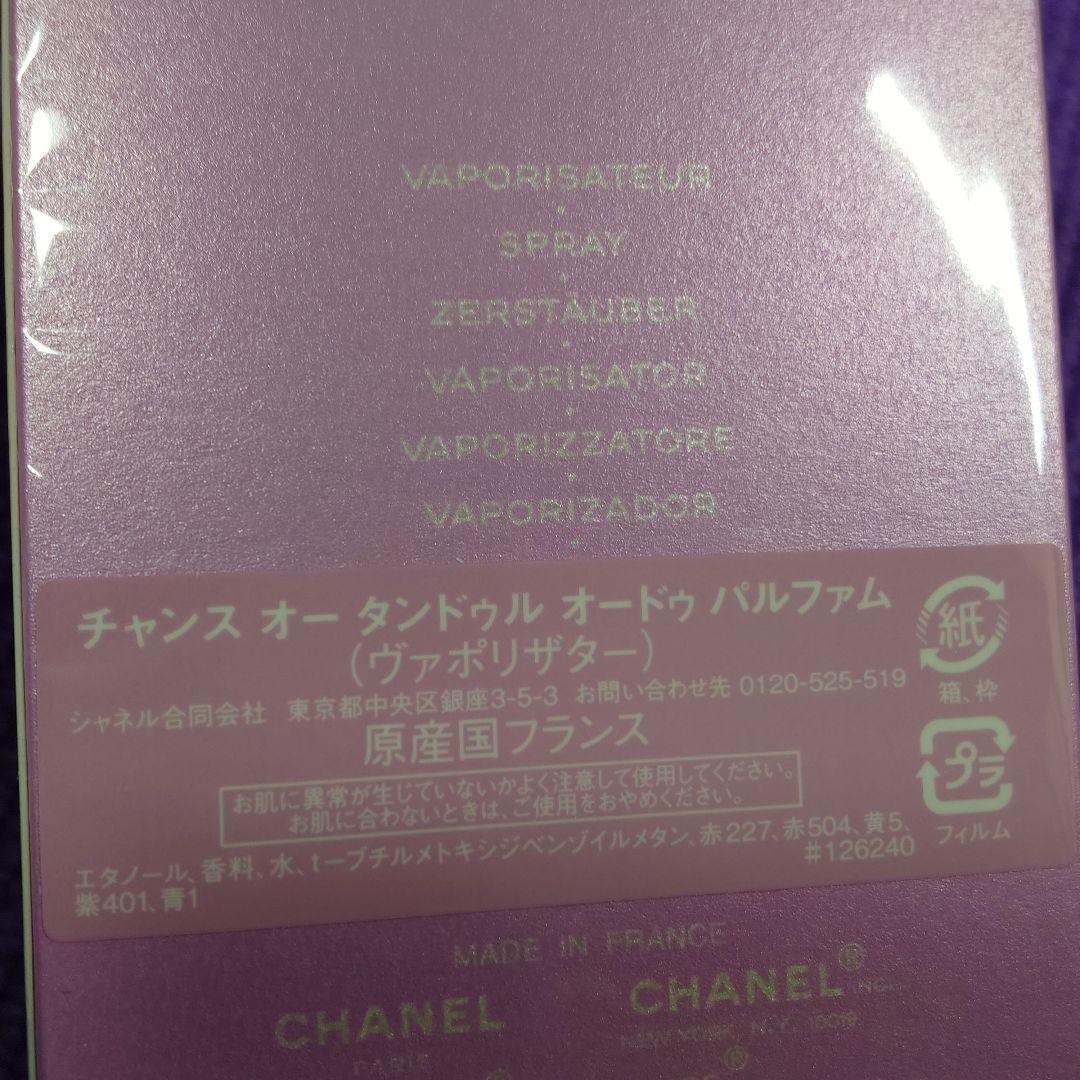 VAPORISATEUR
SPRAY
ZERSTÄUBER
VAPORISATOR
VAPORIZZATORE
VAPORIZADOR
チャンス オー タンドゥル オードゥ パルファム
(ヴァポリザター)
シャネル合同会社 東京都中央区銀座3-5-3 お問い合わせ先 0120-525-519
原産国フランス
お肌に異常が生じていないかよく注意して使用してください。
お肌に合わないときは、ご使用をおやめください。
エタノール、香料、水、t-ブチルメトキシジベンゾイルメタン、赤227、赤504、黄5、
紫401、青1
#126240
紙
箱、枠
プラ
フィルム
MADE IN FRANCE
CHANEL CHANEL®
PARIS NEW YORK, N.Y. 10019